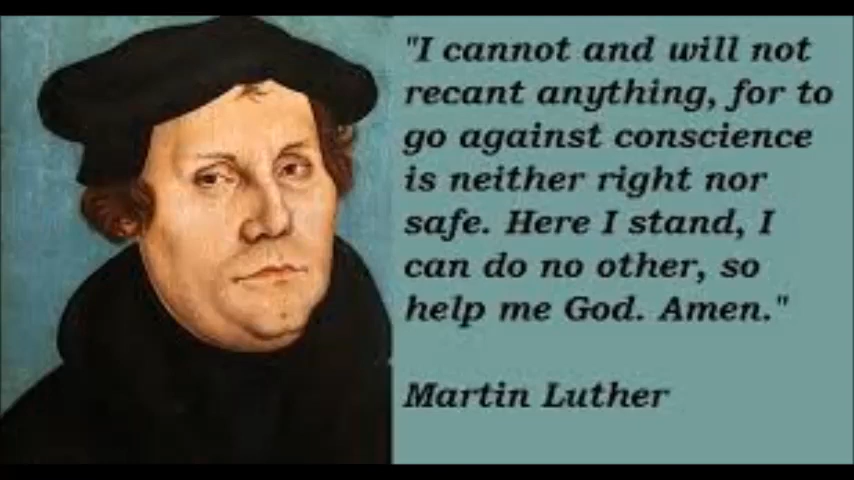 "I cannot and will not
recant anything, for to
go against conscience
is neither right nor
safe. Here I stand, I
can do no other, so
help me God. Amen."
Martin Luther